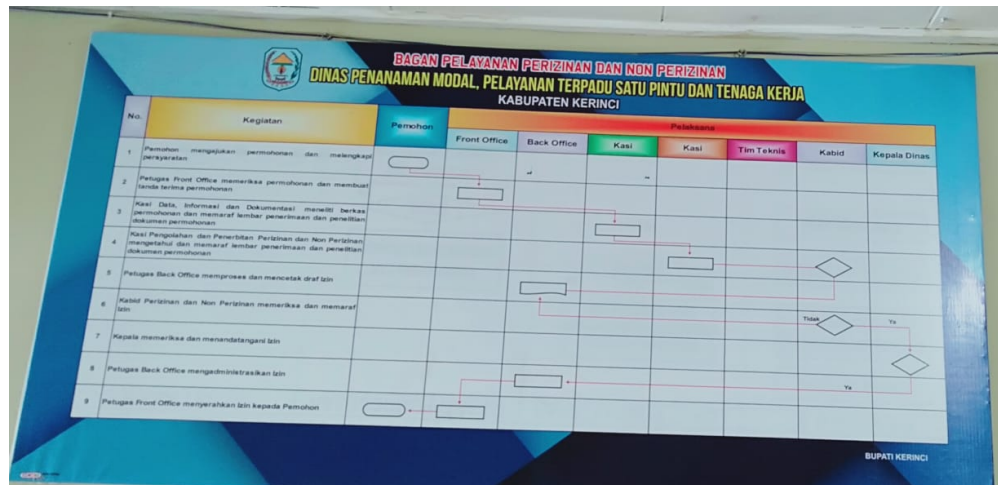 BAGAN PELAYANAN PERIZINAN DAN NON PERIZINAN
DINAS PENANAMAN MODAL, PELAYANAN TERPADU SATU PINTU DAN TENAGA KERJA
KABUPATEN KERINCI
No.
Kegiatan
Pemohon
Pelaksana
Front Office
Back Office
Kasi
Kasi
Tim Teknis
Kabid
Kepala Dinas
1
Pemohon mengajukan permohonan dan melengkapi
persyaratan
2
Petugas Front Office memeriksa permohonan dan membuat
tanda terima permohonan
3
Kasi Data, Informasi dan Dokumentasi meneliti berkas
permohonan dan memaraf lembar penerimaan dan penelitian
dokumen permohonan
4
Kasi Pengolahan dan Penerbitan Perizinan dan Non Perizinan
mengetahui dan memaraf lembar penerimaan dan penelitian
dokumen permohonan
5
Petugas Back Office memproses dan mencetak draf Izin
6
Kabid Perizinan dan Non Perizinan memeriksa dan memaraf
Izin
Tidak
Ya
7
Kepala memeriksa dan menandatangani Izin
8
Petugas Back Office mengadministrasikan Izin
Ya
9
Petugas Front Office menyerahkan Izin kepada Pemohon
BUPATI KERINCI